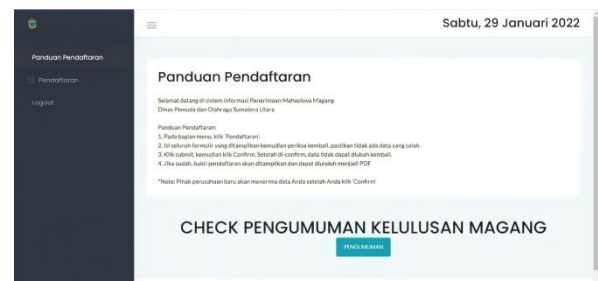 Sabtu, 29 Januari 2022
Panduan Pendaftaran
Pendaftaran
Logout
Panduan Pendaftaran
Selamat datang di sistem informasi Penerimaan Mahasiswa Magang
Dinas Pemuda dan Olahraga Sumatera Utara
Panduan Pendaftaran:
1. Pada bagian menu, klik 'Pendaftaran'.
2. Isi seluruh formulir yang ditampilkan kemudian periksa kembali, pastikan tidak ada data yang salah.
3. Klik submit, kemudian klik Confirm. Setelah di-confirm, data tidak dapat diubah kembali.
4. Jika sudah, bukti pendaftaran akan ditampilkan dan dapat diunduh menjadi PDF
*Note: Pihak perusahaan baru akan menerima data Anda setelah Anda klik 'Confirm'
CHECK PENGUMUMAN KELULUSAN MAGANG
PENGUMUMAN